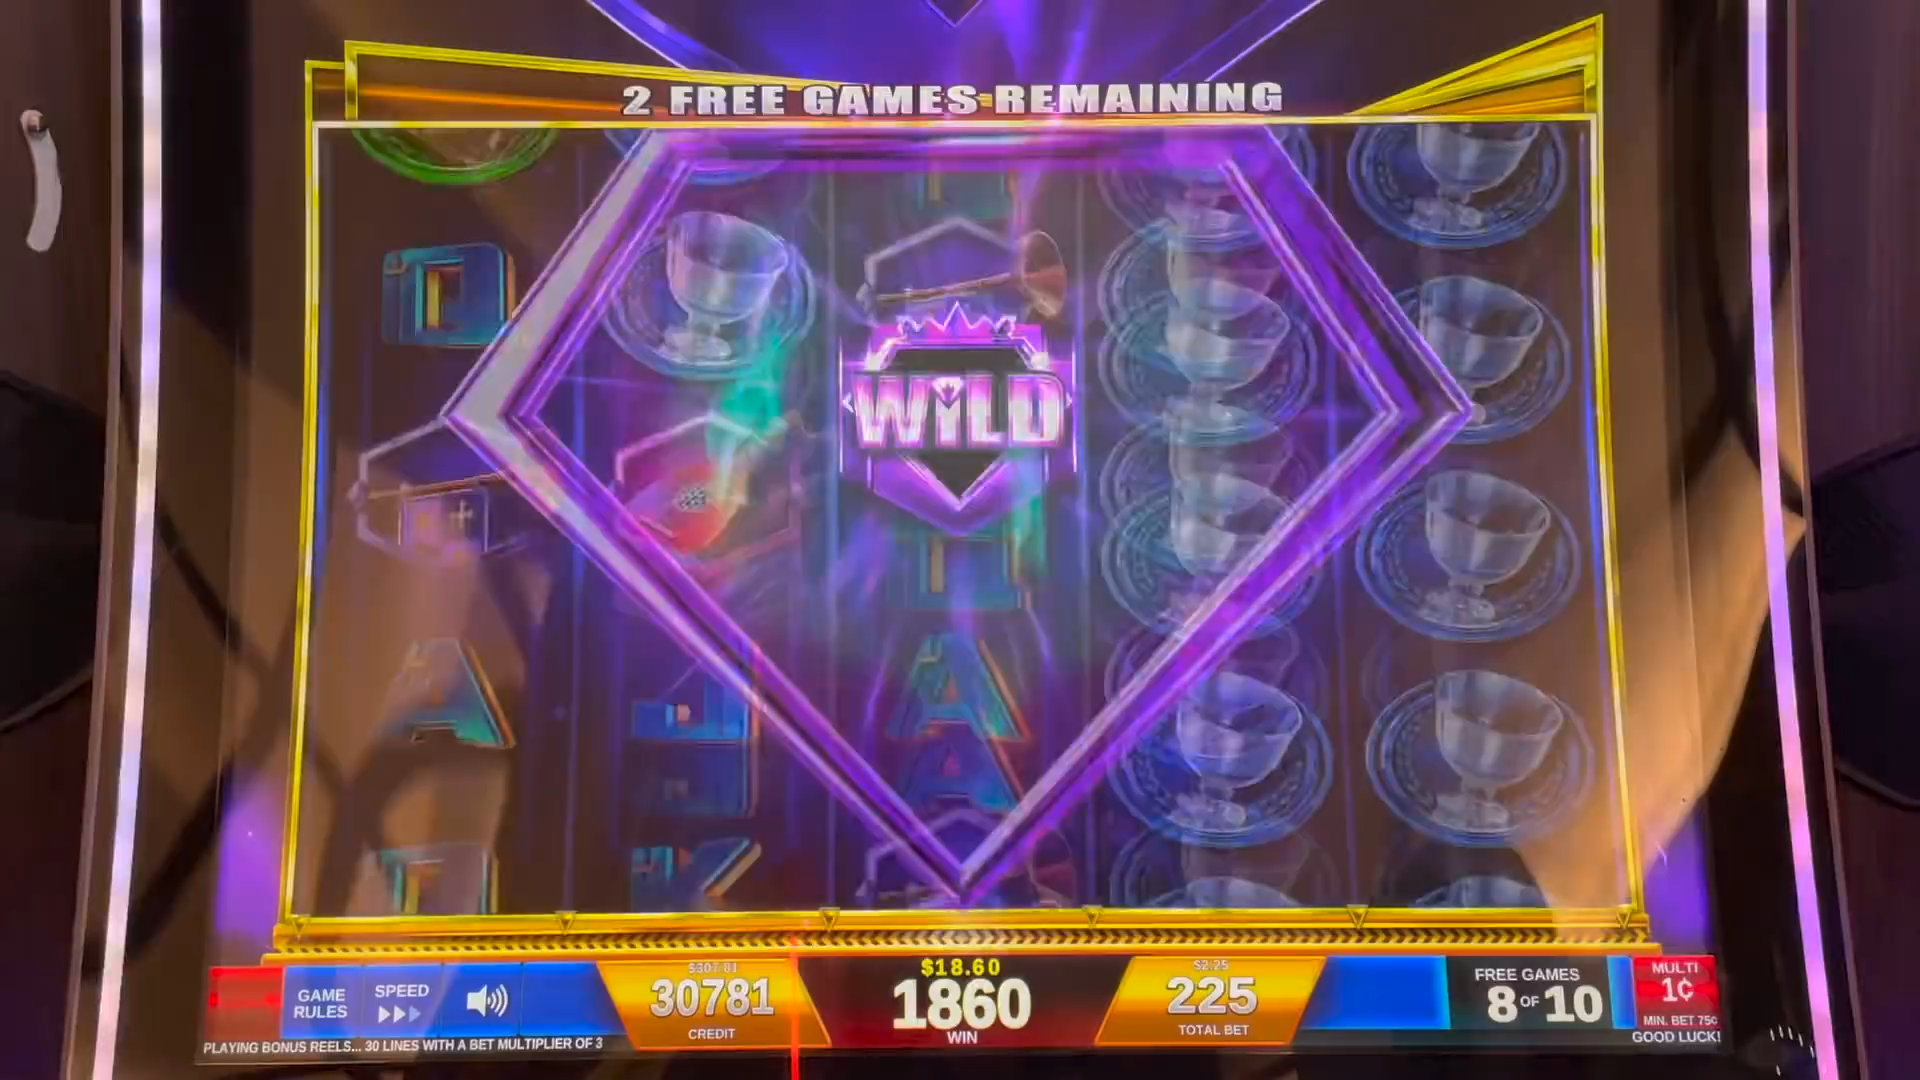 2 FREE GAMES REMAINING
WILD
A
A
A
K
GAME RULES
SPEED
$307.81
30781
CREDIT
$18.60
1860
WIN
$2.25
225
TOTAL BET
FREE GAMES
8 OF 10
MULTI
1¢
MIN. BET 75¢
PLAYING BONUS REELS... 30 LINES WITH A BET MULTIPLIER OF 3
GOOD LUCK!